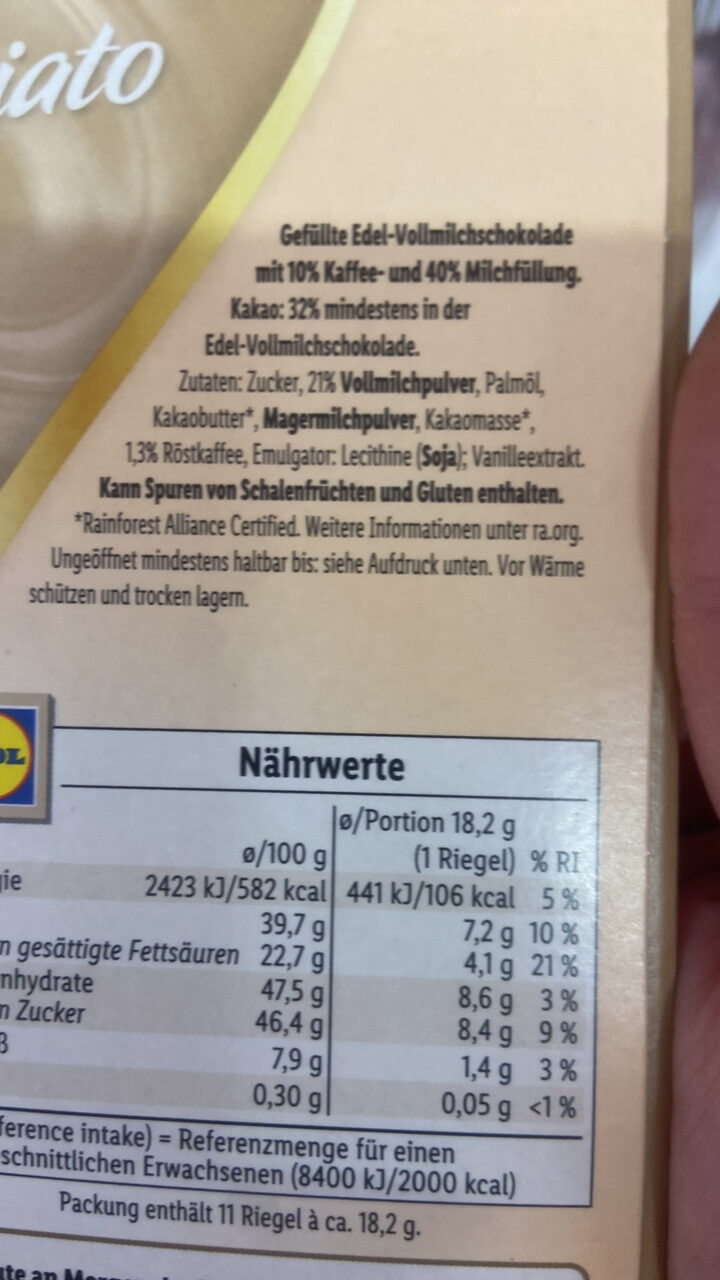 iato
Gefüllte Edel-Vollmilchschokolade
mit 10% Kaffee- und 40% Milchfüllung.
Kakao: 32% mindestens in der
Edel-Vollmilchschokolade.
Zutaten: Zucker, 21% Vollmilchpulver, Palmöl,
Kakaobutter*, Magermilchpulver, Kakaomasse*,
1,3% Röstkaffee, Emulgator: Lecithine (Soja); Vanilleextrakt.
Kann Spuren von Schalenfrüchten und Gluten enthalten.
*Rainforest Alliance Certified. Weitere Informationen unter ra.org.
Ungeöffnet mindestens haltbar bis: siehe Aufdruck unten. Vor Wärme
schützen und trocken lagern.
DL
Nährwerte
ø/Portion 18,2 g
ø/100 g (1 Riegel) % RI
gie 2423 kJ/582 kcal 441 kJ/106 kcal 5 %
39,7 g 7,2 g 10 %
n gesättigte Fettsäuren 22,7 g 4,1 g 21 %
nhydrate 47,5 g 8,6 g 3 %
n Zucker 46,4 g 8,4 g 9 %
ß 7,9 g 1,4 g 3 %
0,30 g 0,05 g <1 %
ference intake) = Referenzmenge für einen
schnittlichen Erwachsenen (8400 kJ/2000 kcal)
Packung enthält 11 Riegel à ca. 18,2 g.